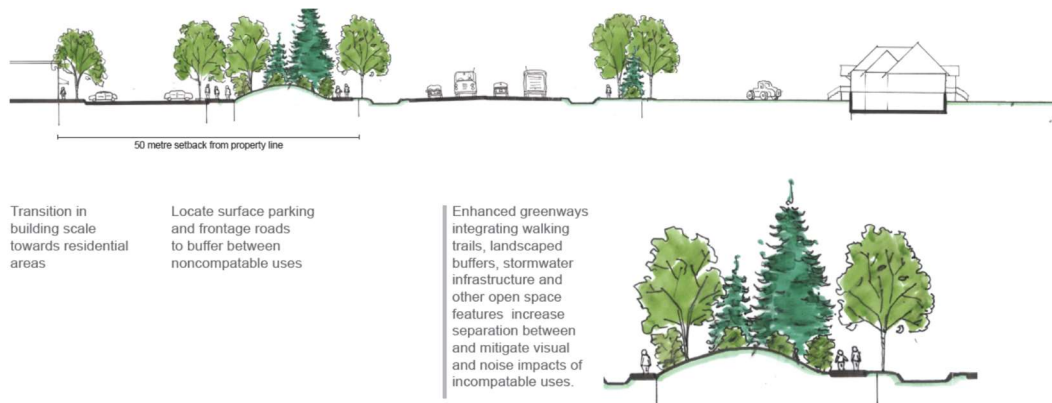 50 metre setback from property line
Transition in
building scale
towards residential
areas
Locate surface parking
and frontage roads
to buffer between
noncompatable uses
Enhanced greenways
integrating walking
trails, landscaped
buffers, stormwater
infrastructure and
other open space
features increase
separation between
and mitigate visual
and noise impacts of
incompatable uses.